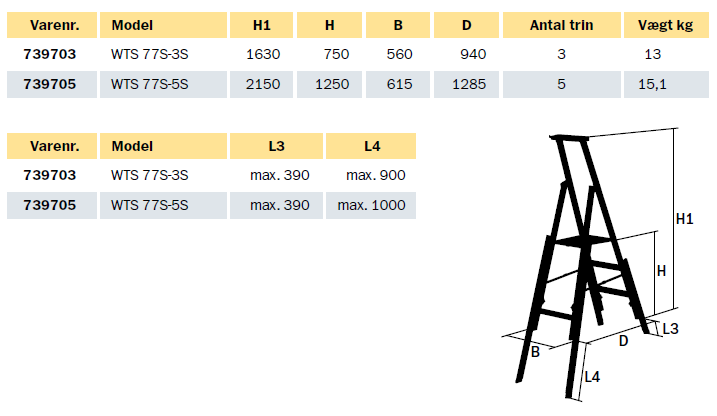 Varenr. Model H1 H B D Antal trin Vægt kg
739703 WTS 77S-3S 1630 750 560 940 3 13
739705 WTS 77S-5S 2150 1250 615 1285 5 15,1
Varenr. Model L3 L4
739703 WTS 77S-3S max. 390 max. 900
739705 WTS 77S-5S max. 390 max. 1000
H1
H
L3
D
B
L4